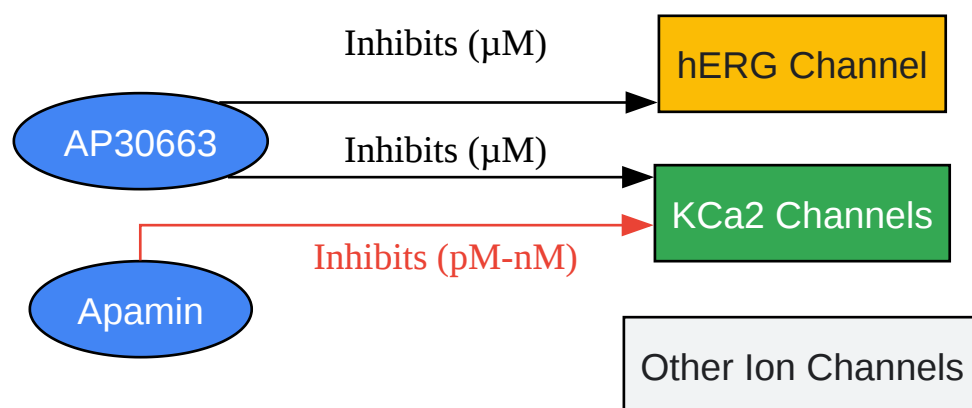 Inhibits (µM)
hERG Channel
AP30663
Inhibits (µM)
KCa2 Channels
Inhibits (pM-nM)
Apamin
Other Ion Channels